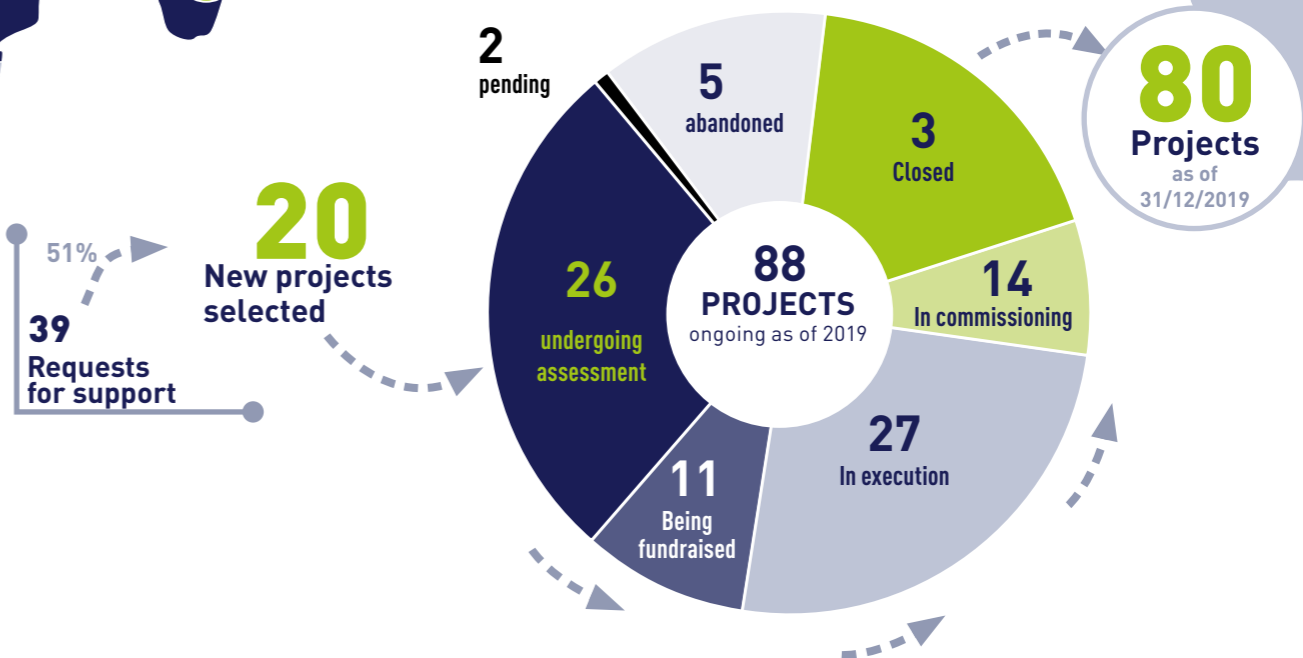 51%
39
Requests
for support
20
New projects
selected
2
pending
5
abandoned
3
Closed
14
In commissioning
27
In execution
11
Being
fundraised
26
undergoing
assessment
88
PROJECTS
ongoing as of 2019
80
Projects
as of
31/12/2019